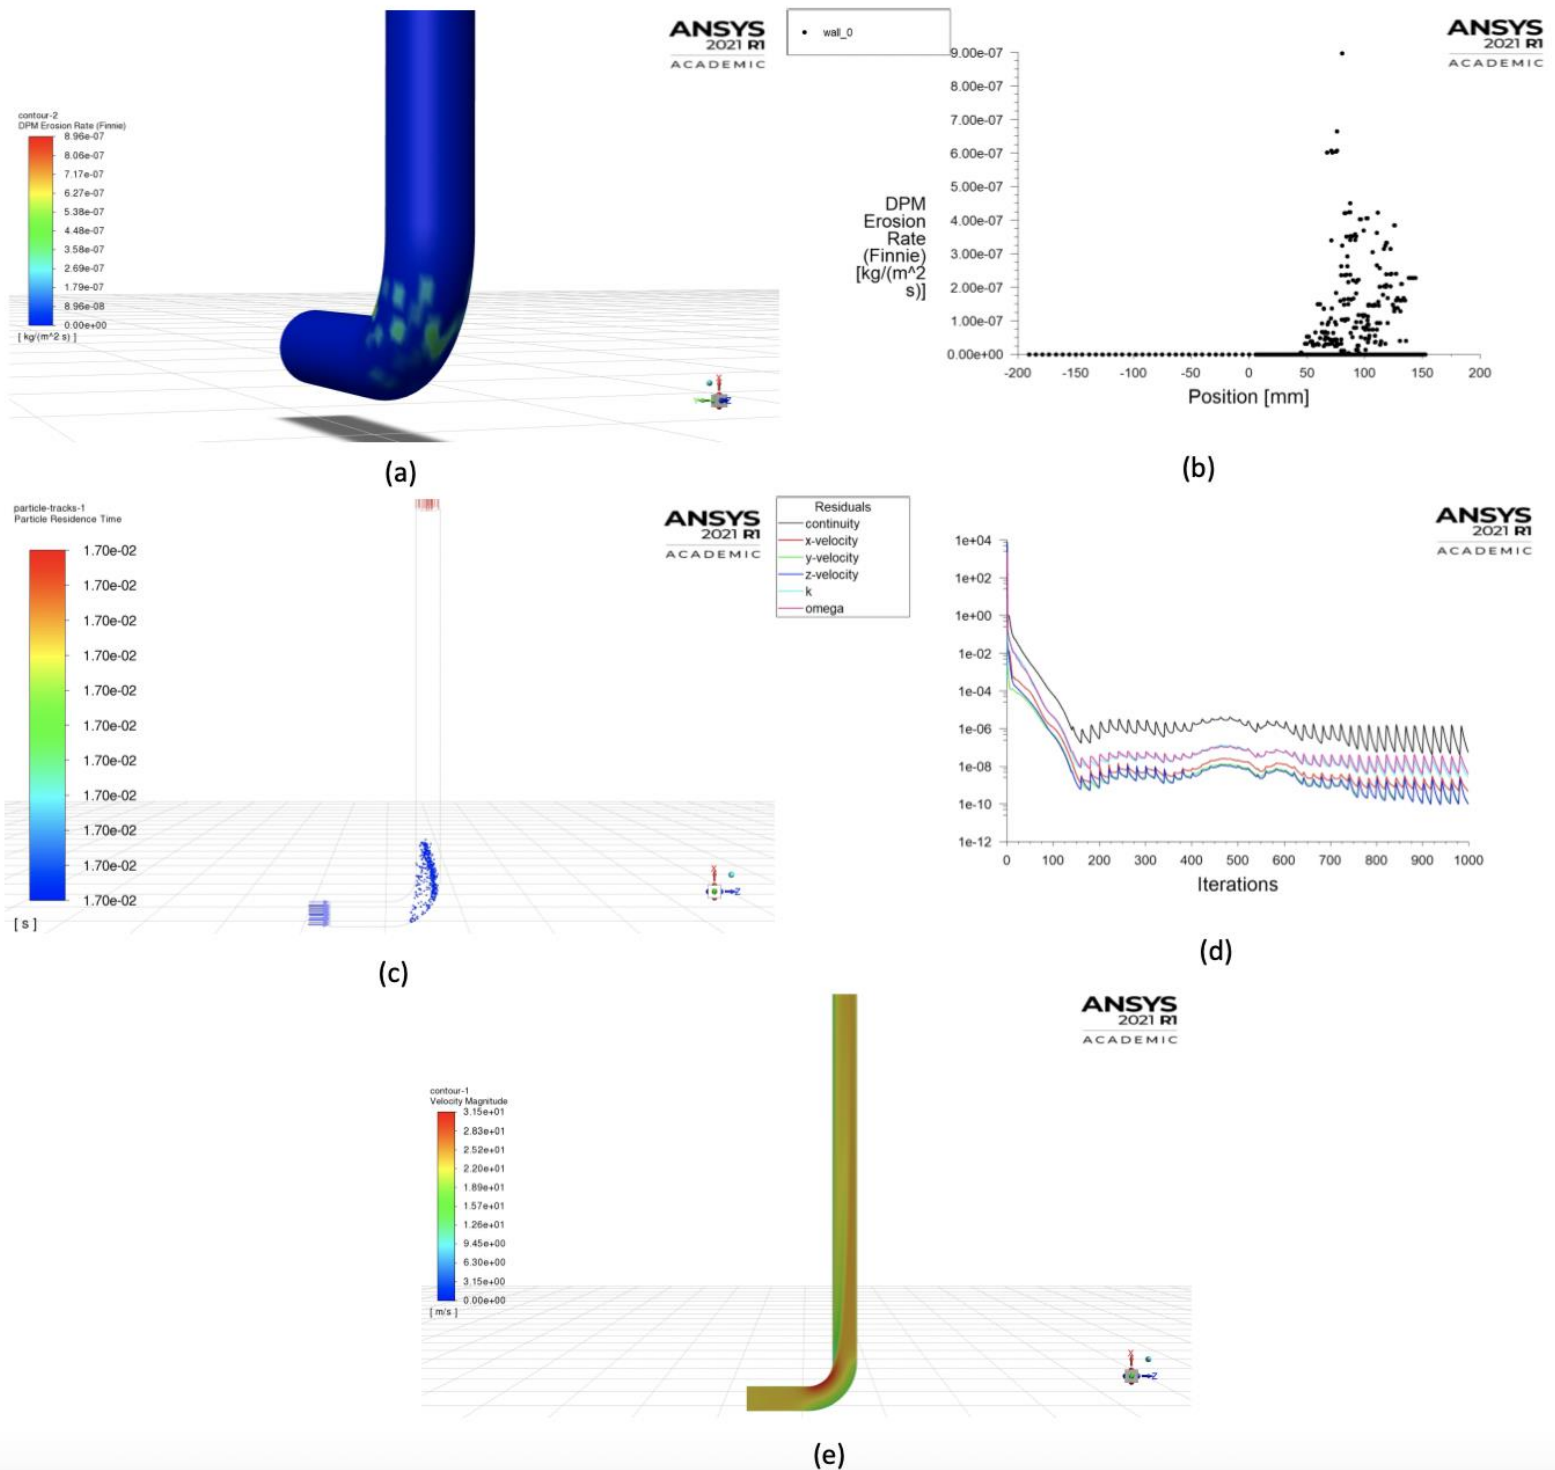 ANSYS
2021 R1
ACADEMIC
contour-2
DPM Erosion Rate (Finnie)
8.96e-07
8.06e-07
7.17e-07
6.27e-07
5.38e-07
4.48e-07
3.58e-07
2.69e-07
1.79e-07
8.96e-08
0.00e+00
[ kg/(m^2 s) ]
X
Y
Z
(a)
wall_0
ANSYS
2021 R1
ACADEMIC
9.00e-07
8.00e-07
7.00e-07
6.00e-07
5.00e-07
4.00e-07
3.00e-07
2.00e-07
1.00e-07
0.00e+00
DPM
Erosion
Rate
(Finnie)
[kg/(m^2
s)]
-200 -150 -100 -50 0 50 100 150 200
Position [mm]
(b)
particle-tracks-1
Particle Residence Time
1.70e-02
1.70e-02
1.70e-02
1.70e-02
1.70e-02
1.70e-02
1.70e-02
1.70e-02
1.70e-02
1.70e-02
1.70e-02
[ s ]
ANSYS
2021 R1
ACADEMIC
X
Z
(c)
Residuals
continuity
x-velocity
y-velocity
z-velocity
k
omega
ANSYS
2021 R1
ACADEMIC
1e+04
1e+02
1e+00
1e-02
1e-04
1e-06
1e-08
1e-10
1e-12
0 100 200 300 400 500 600 700 800 900 1000
Iterations
(d)
ANSYS
2021 R1
ACADEMIC
contour-1
Velocity Magnitude
3.15e+01
2.83e+01
2.52e+01
2.20e+01
1.89e+01
1.57e+01
1.26e+01
9.45e+00
6.30e+00
3.15e+00
0.00e+00
[ m/s ]
X
Z
(e)